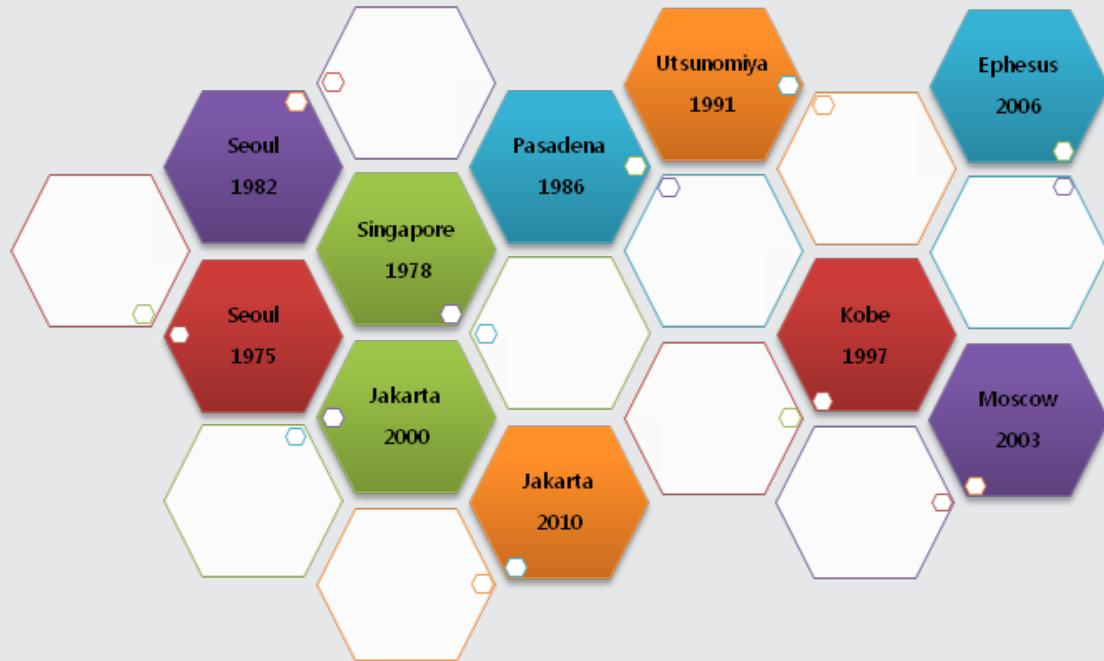 Utsunomiya
1991
Ephesus
2006
Seoul
1982
Pasadena
1986
Singapore
1978
Seoul
1975
Kobe
1997
Jakarta
2000
Moscow
2003
Jakarta
2010